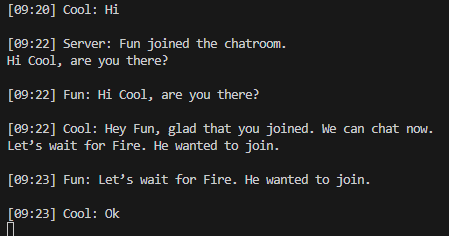 [09:20] Cool: Hi
[09:22] Server: Fun joined the chatroom.
Hi Cool, are you there?
[09:22] Fun: Hi Cool, are you there?
[09:22] Cool: Hey Fun, glad that you joined. We can chat now.
Let’s wait for Fire. He wanted to join.
[09:23] Fun: Let’s wait for Fire. He wanted to join.
[09:23] Cool: Ok